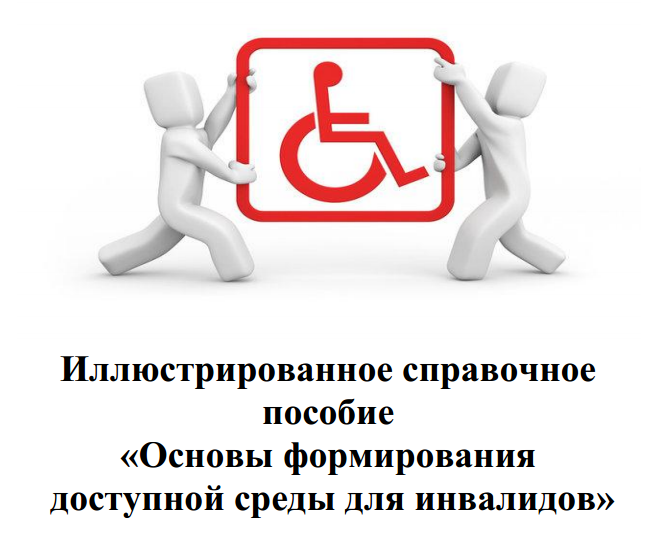 Иллюстрированное справочное
пособие
«Основы формирования
доступной среды для инвалидов»